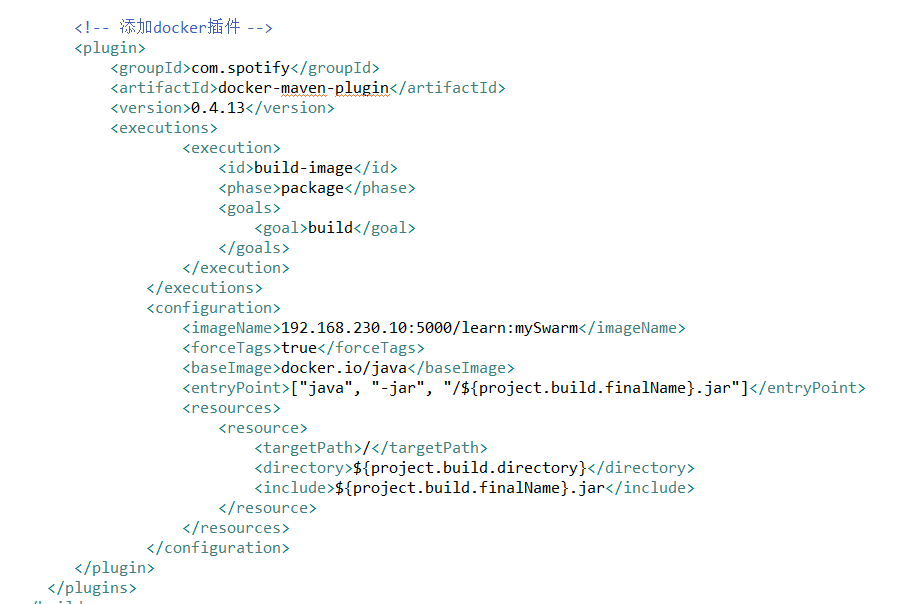 <!-- 添加docker插件 -->
<plugin>
<groupId>com.spotify</groupId>
<artifactId>docker-maven-plugin</artifactId>
<version>0.4.13</version>
<executions>
<execution>
<id>build-image</id>
<phase>package</phase>
<goals>
<goal>build</goal>
</goals>
</execution>
</executions>
<configuration>
<imageName>192.168.230.10:5000/learn:mySwarm</imageName>
<forceTags>true</forceTags>
<baseImage>docker.io/java</baseImage>
<entryPoint>["java", "-jar", "/${project.build.finalName}.jar"]</entryPoint>
<resources>
<resource>
<targetPath>/</targetPath>
<directory>${project.build.directory}</directory>
<include>${project.build.finalName}.jar</include>
</resource>
</resources>
</configuration>
</plugin>
</plugins>